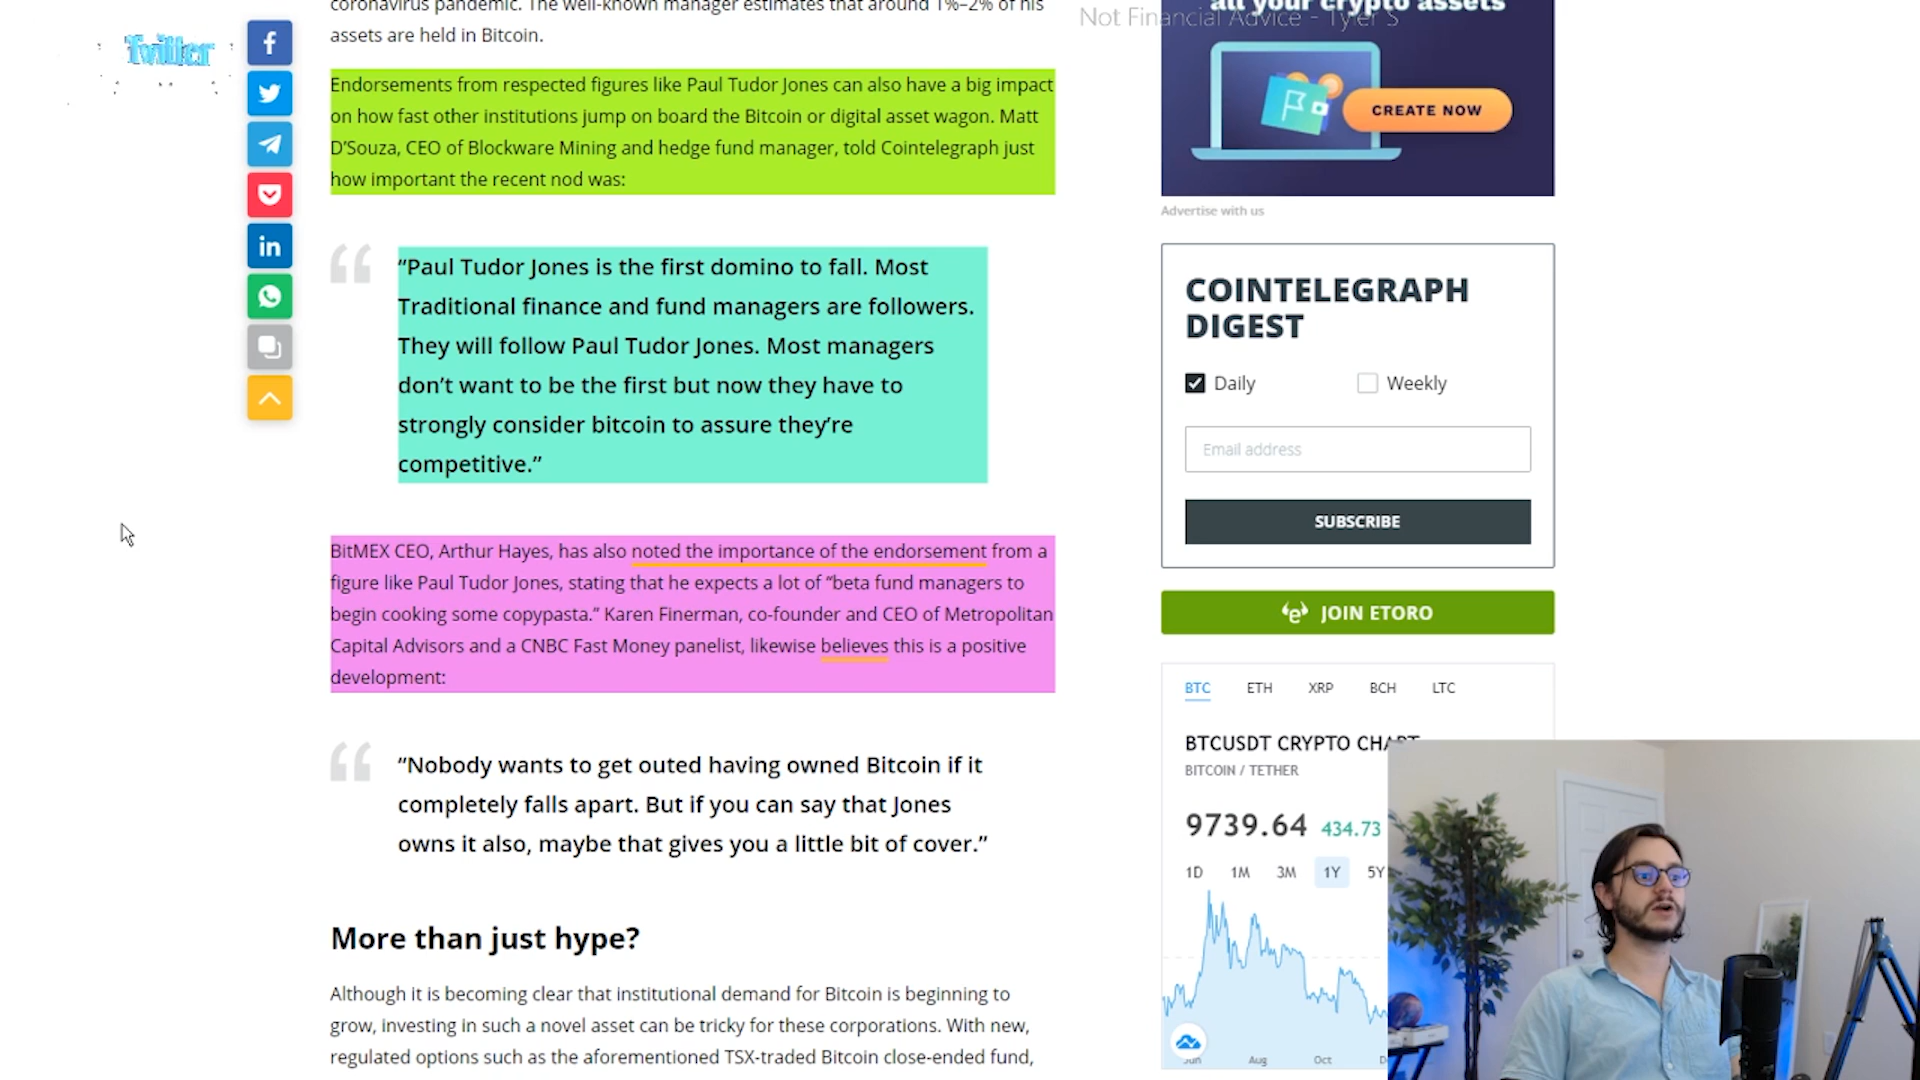 coronavirus pandemic. The well-known manager estimates that around 1%–2% of his
assets are held in Bitcoin.
Twitter
Endorsements from respected figures like Paul Tudor Jones can also have a big impact
on how fast other institutions jump on board the Bitcoin or digital asset wagon. Matt
D’Souza, CEO of Blockware Mining and hedge fund manager, told Cointelegraph just
how important the recent nod was:
“Paul Tudor Jones is the first domino to fall. Most
Traditional finance and fund managers are followers.
They will follow Paul Tudor Jones. Most managers
don’t want to be the first but now they have to
strongly consider bitcoin to assure they’re
competitive.”
BitMEX CEO, Arthur Hayes, has also noted the importance of the endorsement from a
figure like Paul Tudor Jones, stating that he expects a lot of “beta fund managers to
begin cooking some copypasta.” Karen Finerman, co-founder and CEO of Metropolitan
Capital Advisors and a CNBC Fast Money panelist, likewise believes this is a positive
development:
“Nobody wants to get outed having owned Bitcoin if it
completely falls apart. But if you can say that Jones
owns it also, maybe that gives you a little bit of cover.”
More than just hype?
Although it is becoming clear that institutional demand for Bitcoin is beginning to
grow, investing in such a novel asset can be tricky for these corporations. With new,
regulated options such as the aforementioned TSX-traded Bitcoin close-ended fund,
all your crypto assets
Not Financial Advice - Tyler S
CREATE NOW
Advertise with us
COINTELEGRAPH
DIGEST
Daily Weekly
Email address
SUBSCRIBE
JOIN ETORO
BTC ETH XRP BCH LTC
BTCUSDT CRYPTO CHART
BITCOIN / TETHER
9739.64 434.73
1D 1M 3M 1Y 5Y
Jun Aug Oct D